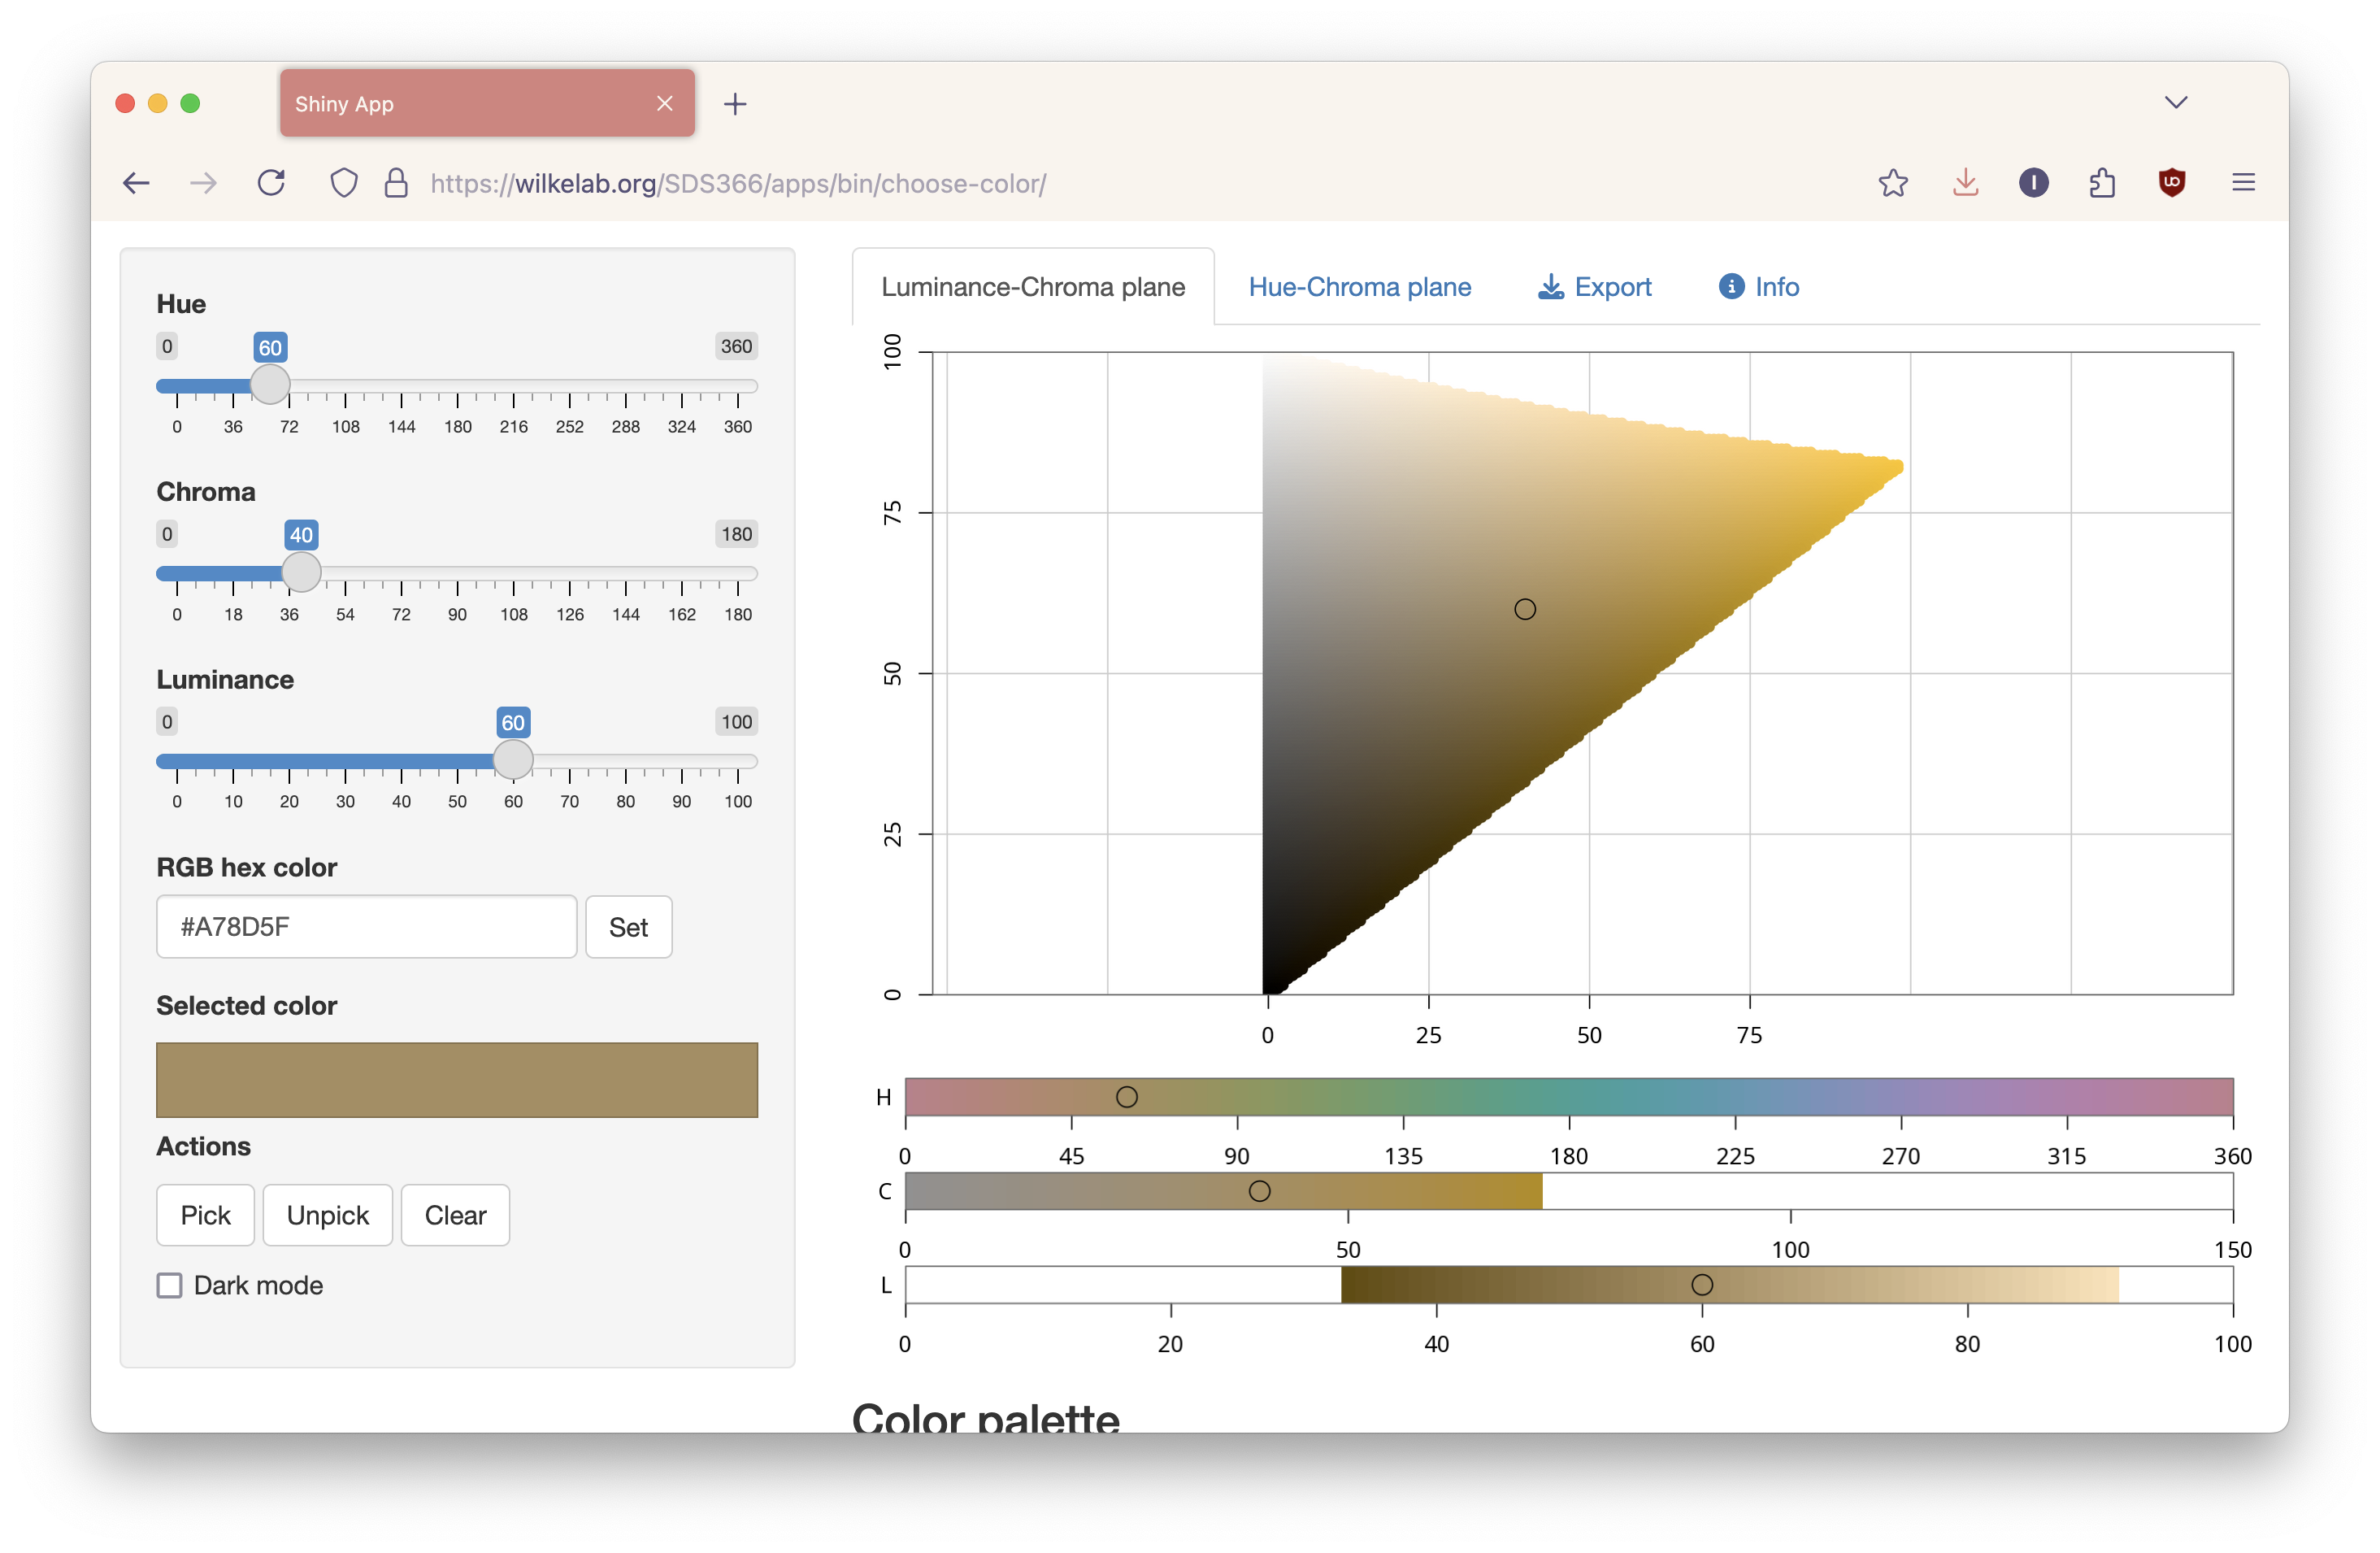 Shiny App
https://wilkelab.org/SDS366/apps/bin/choose-color/
Hue
0 60 360
0 36 72 108 144 180 216 252 288 324 360
Chroma
0 40 180
0 18 36 54 72 90 108 126 144 162 180
Luminance
0 60 100
0 10 20 30 40 50 60 70 80 90 100
RGB hex color
#A78D5F Set
Selected color
Actions
Pick Unpick Clear
Dark mode
Luminance-Chroma plane Hue-Chroma plane Export Info
100
75
50
25
0
0 25 50 75
H
0 45 90 135 180 225 270 315 360
C
0 50 100 150
L
0 20 40 60 80 100
Color palette